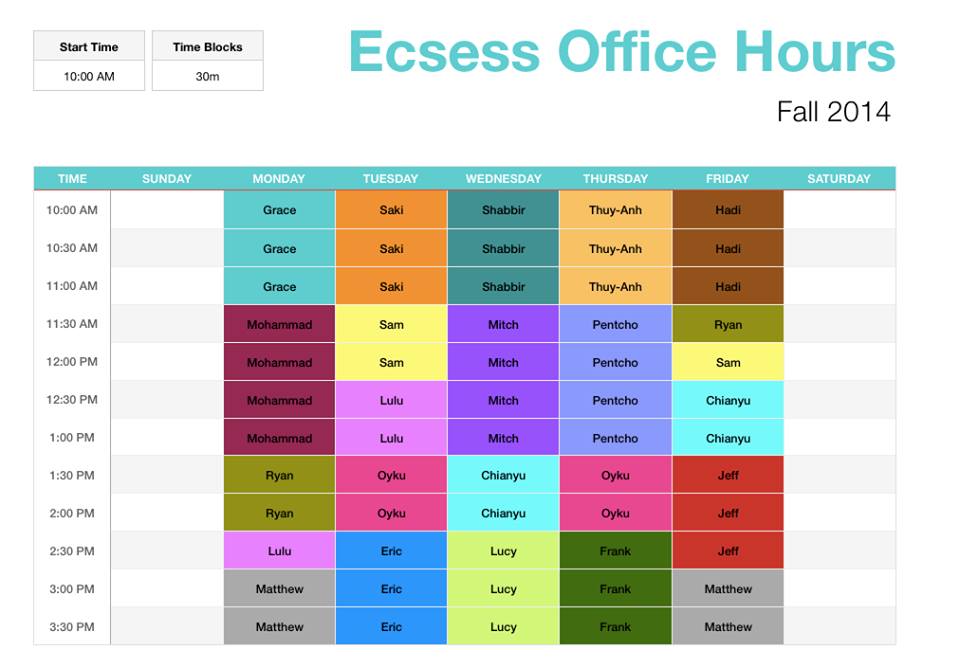 Start Time Time Blocks
10:00 AM 30m
Ecsess Office Hours
Fall 2014
TIME SUNDAY MONDAY TUESDAY WEDNESDAY THURSDAY FRIDAY SATURDAY
10:00 AM Grace Saki Shabbir Thuy-Anh Hadi
10:30 AM Grace Saki Shabbir Thuy-Anh Hadi
11:00 AM Grace Saki Shabbir Thuy-Anh Hadi
11:30 AM Mohammad Sam Mitch Pentcho Ryan
12:00 PM Mohammad Sam Mitch Pentcho Sam
12:30 PM Mohammad Lulu Mitch Pentcho Chianyu
1:00 PM Mohammad Lulu Mitch Pentcho Chianyu
1:30 PM Ryan Oyku Chianyu Oyku Jeff
2:00 PM Ryan Oyku Chianyu Oyku Jeff
2:30 PM Lulu Eric Lucy Frank Jeff
3:00 PM Matthew Eric Lucy Frank Matthew
3:30 PM Matthew Eric Lucy Frank Matthew